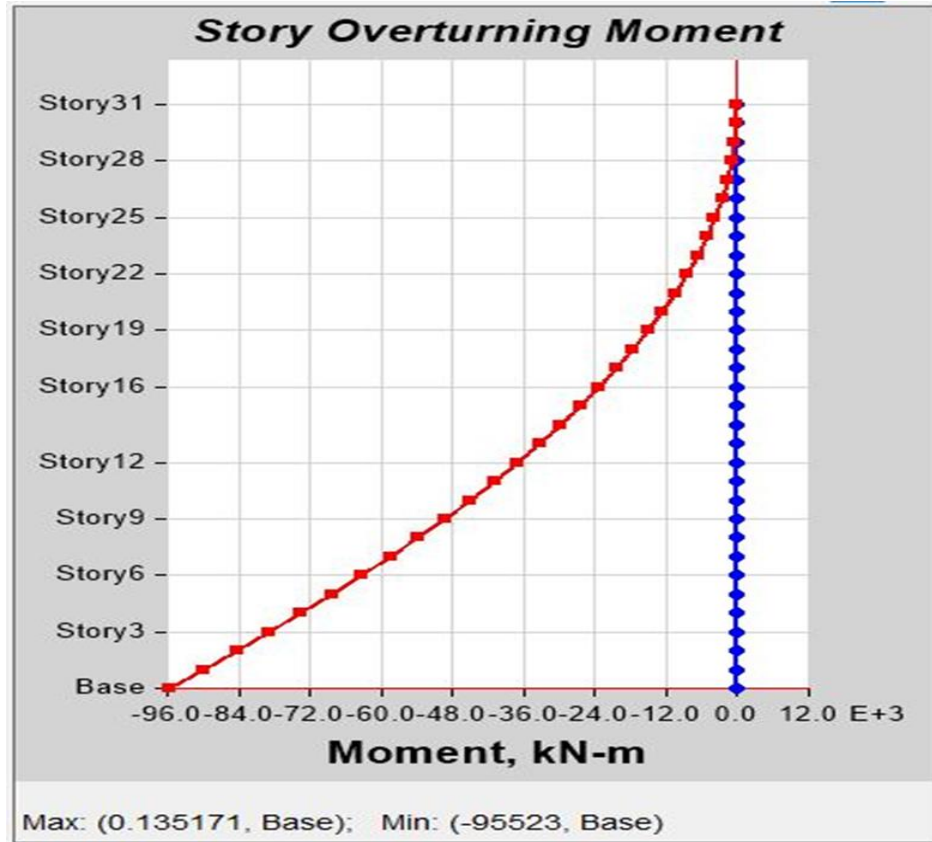 Story Overturning Moment
Story31
Story28
Story25
Story22
Story19
Story16
Story12
Story9
Story6
Story3
Base
-96.0 -84.0 -72.0 -60.0 -48.0 -36.0 -24.0 -12.0 0.0 12.0 E+3
Moment, kN-m
Max: (0.135171, Base); Min: (-95523, Base)